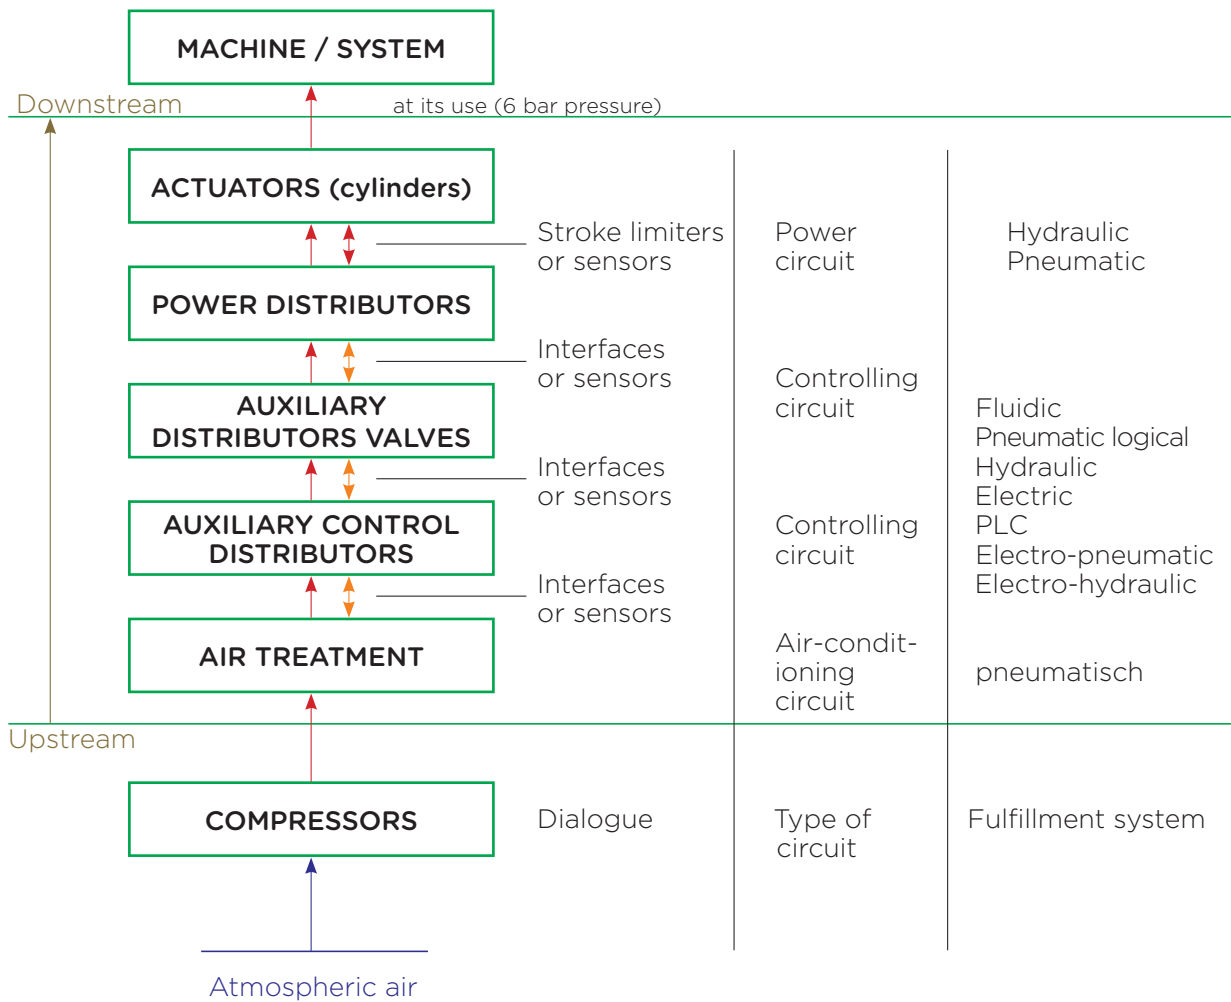 MACHINE / SYSTEM
Downstream
at its use (6 bar pressure)
ACTUATORS (cylinders)
Stroke limiters
or sensors
Power
circuit
Hydraulic
Pneumatic
POWER DISTRIBUTORS
Interfaces
or sensors
AUXILIARY
DISTRIBUTORS VALVES
Controlling
circuit
Fluidic
Pneumatic logical
Hydraulic
Electric
PLC
Electro-pneumatic
Electro-hydraulic
Interfaces
or sensors
AUXILIARY CONTROL
DISTRIBUTORS
Controlling
circuit
Interfaces
or sensors
AIR TREATMENT
Air-condit-
ioning
circuit
pneumatisch
Upstream
COMPRESSORS
Dialogue
Type of
circuit
Fulfillment system
Atmospheric air